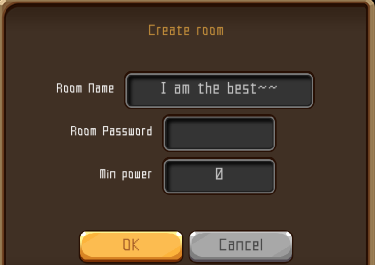 Create room
Room Name I am the best~~
Room Password
Min power 0
OK Cancel